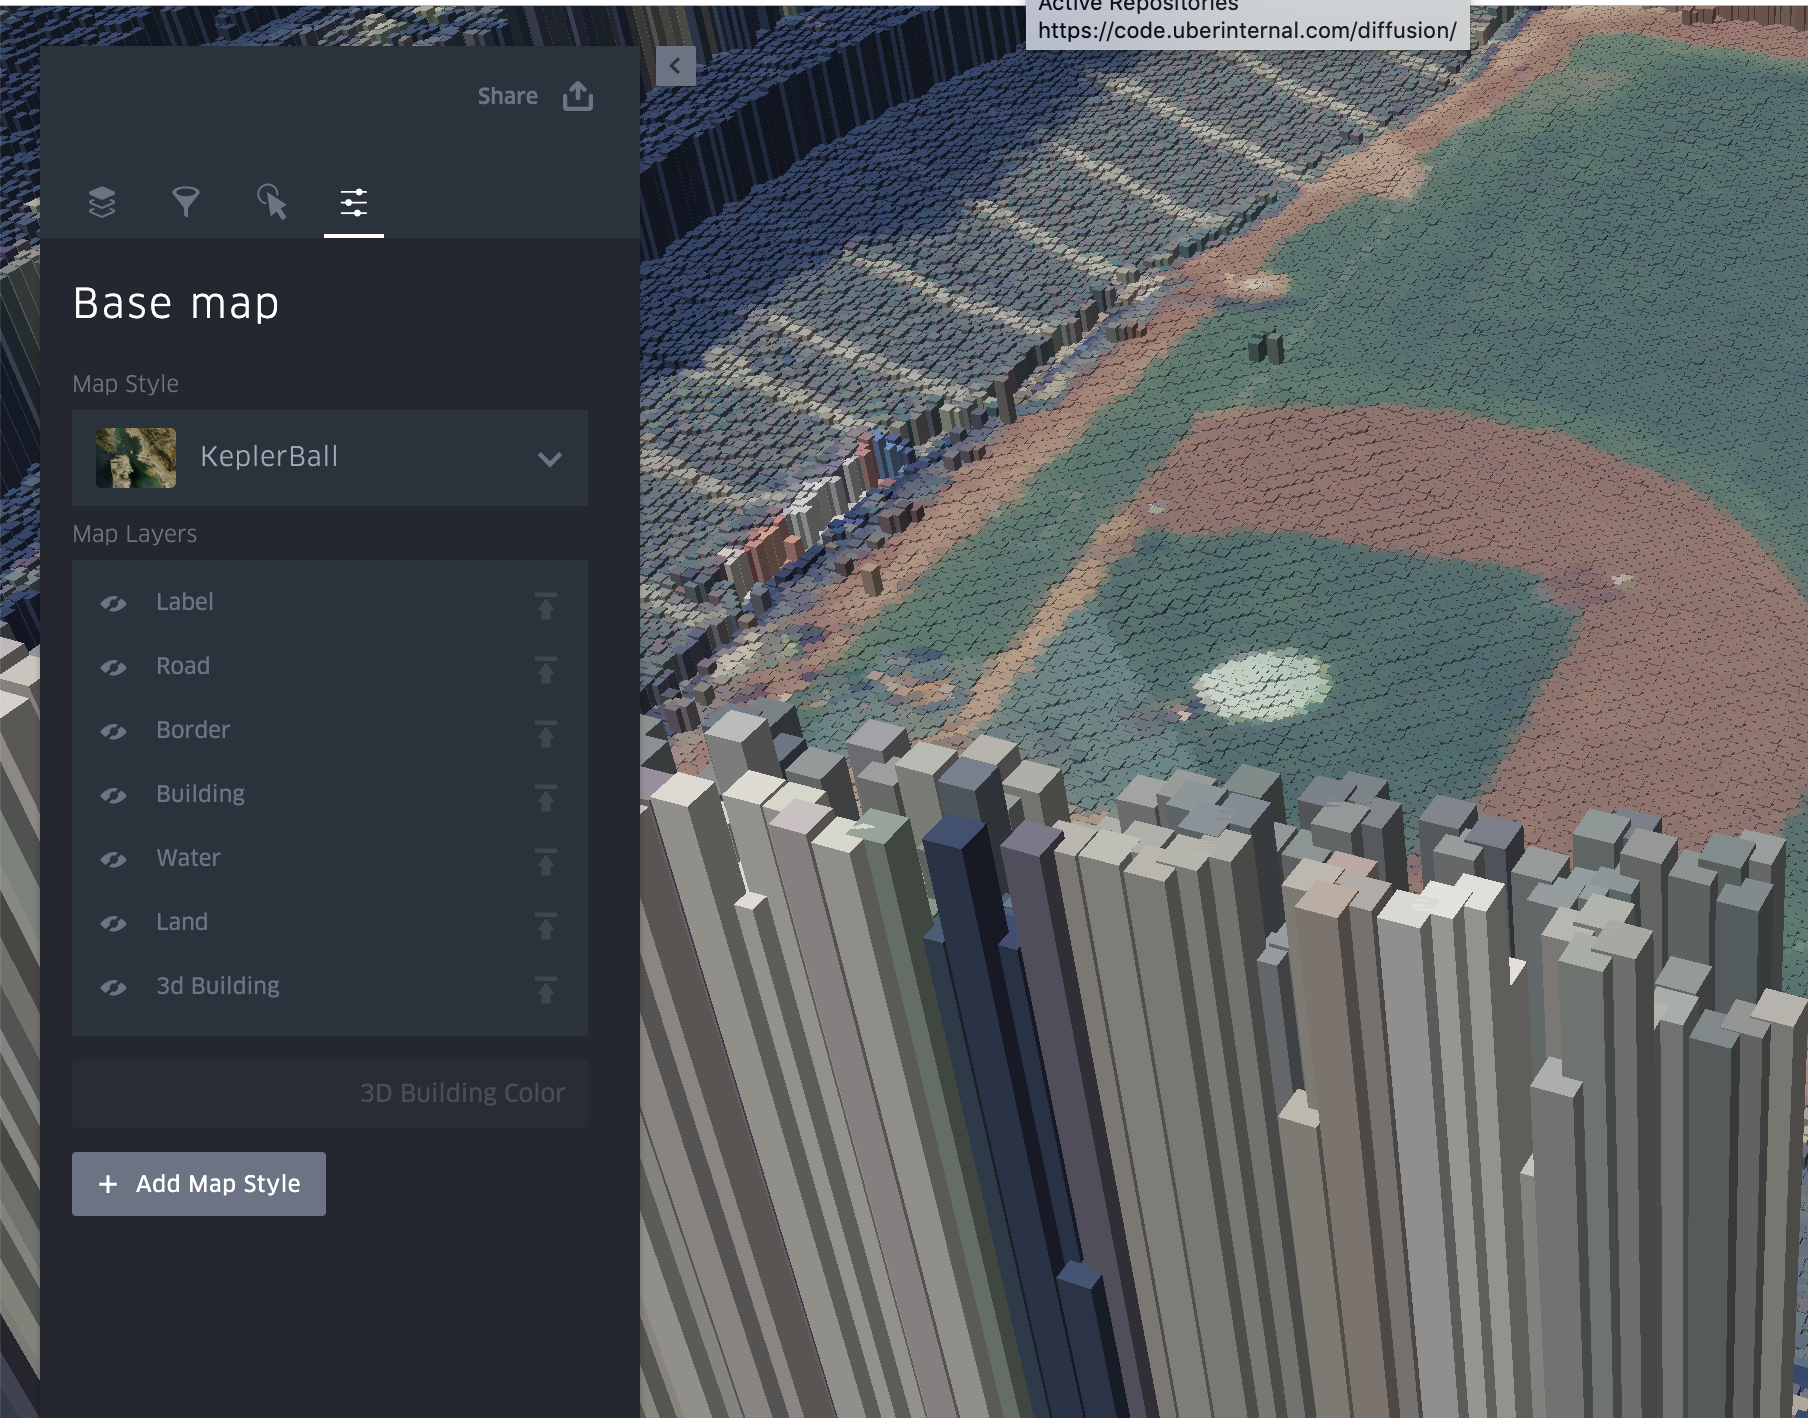 Active Repositories
https://code.uberinternal.com/diffusion/
Share
Base map
Map Style
KeplerBall
Map Layers
Label
Road
Border
Building
Water
Land
3d Building
3D Building Color
+ Add Map Style